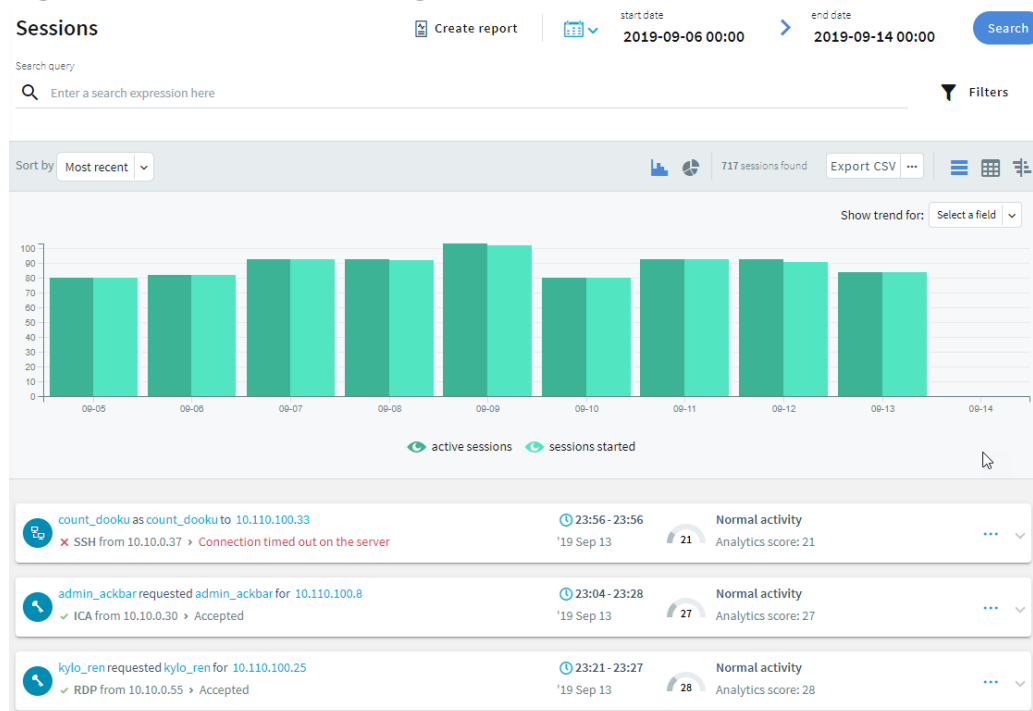 Sessions
Create report
start date
2019-09-06 00:00
end date
2019-09-14 00:00
Search
Search query
Enter a search expression here
Filters
Sort by
Most recent
717 sessions found
Export CSV
...
Show trend for:
Select a field
100
90
80
70
60
50
40
30
20
10
0
09-05
09-06
09-07
09-08
09-09
09-10
09-11
09-12
09-13
09-14
active sessions
sessions started
count_dooku as count_dooku to 10.110.100.33
SSH from 10.10.0.37 > Connection timed out on the server
23:56 - 23:56
'19 Sep 13
21
Normal activity
Analytics score: 21
...
admin_ackbar requested admin_ackbar for 10.110.100.8
ICA from 10.10.0.30 > Accepted
23:04 - 23:28
'19 Sep 13
27
Normal activity
Analytics score: 27
...
kylo_ren requested kylo_ren for 10.110.100.25
RDP from 10.10.0.55 > Accepted
23:21 - 23:27
'19 Sep 13
28
Normal activity
Analytics score: 28
...